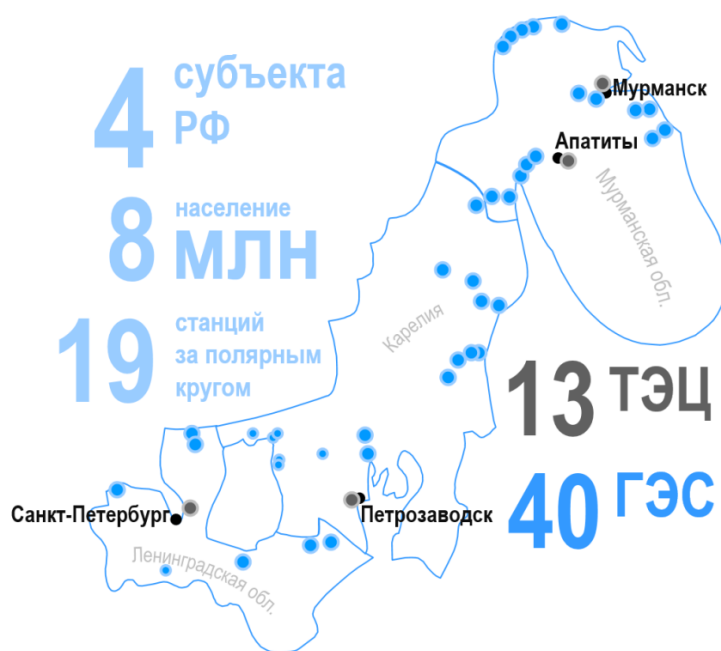 4 субъекта
РФ
8 население
млн
19 станций
за полярным
кругом
Мурманск
Апатиты
Мурманская обл.
Карелия
13 ТЭЦ
40 ГЭС
Санкт-Петербург
Петрозаводск
Ленинградская обл.